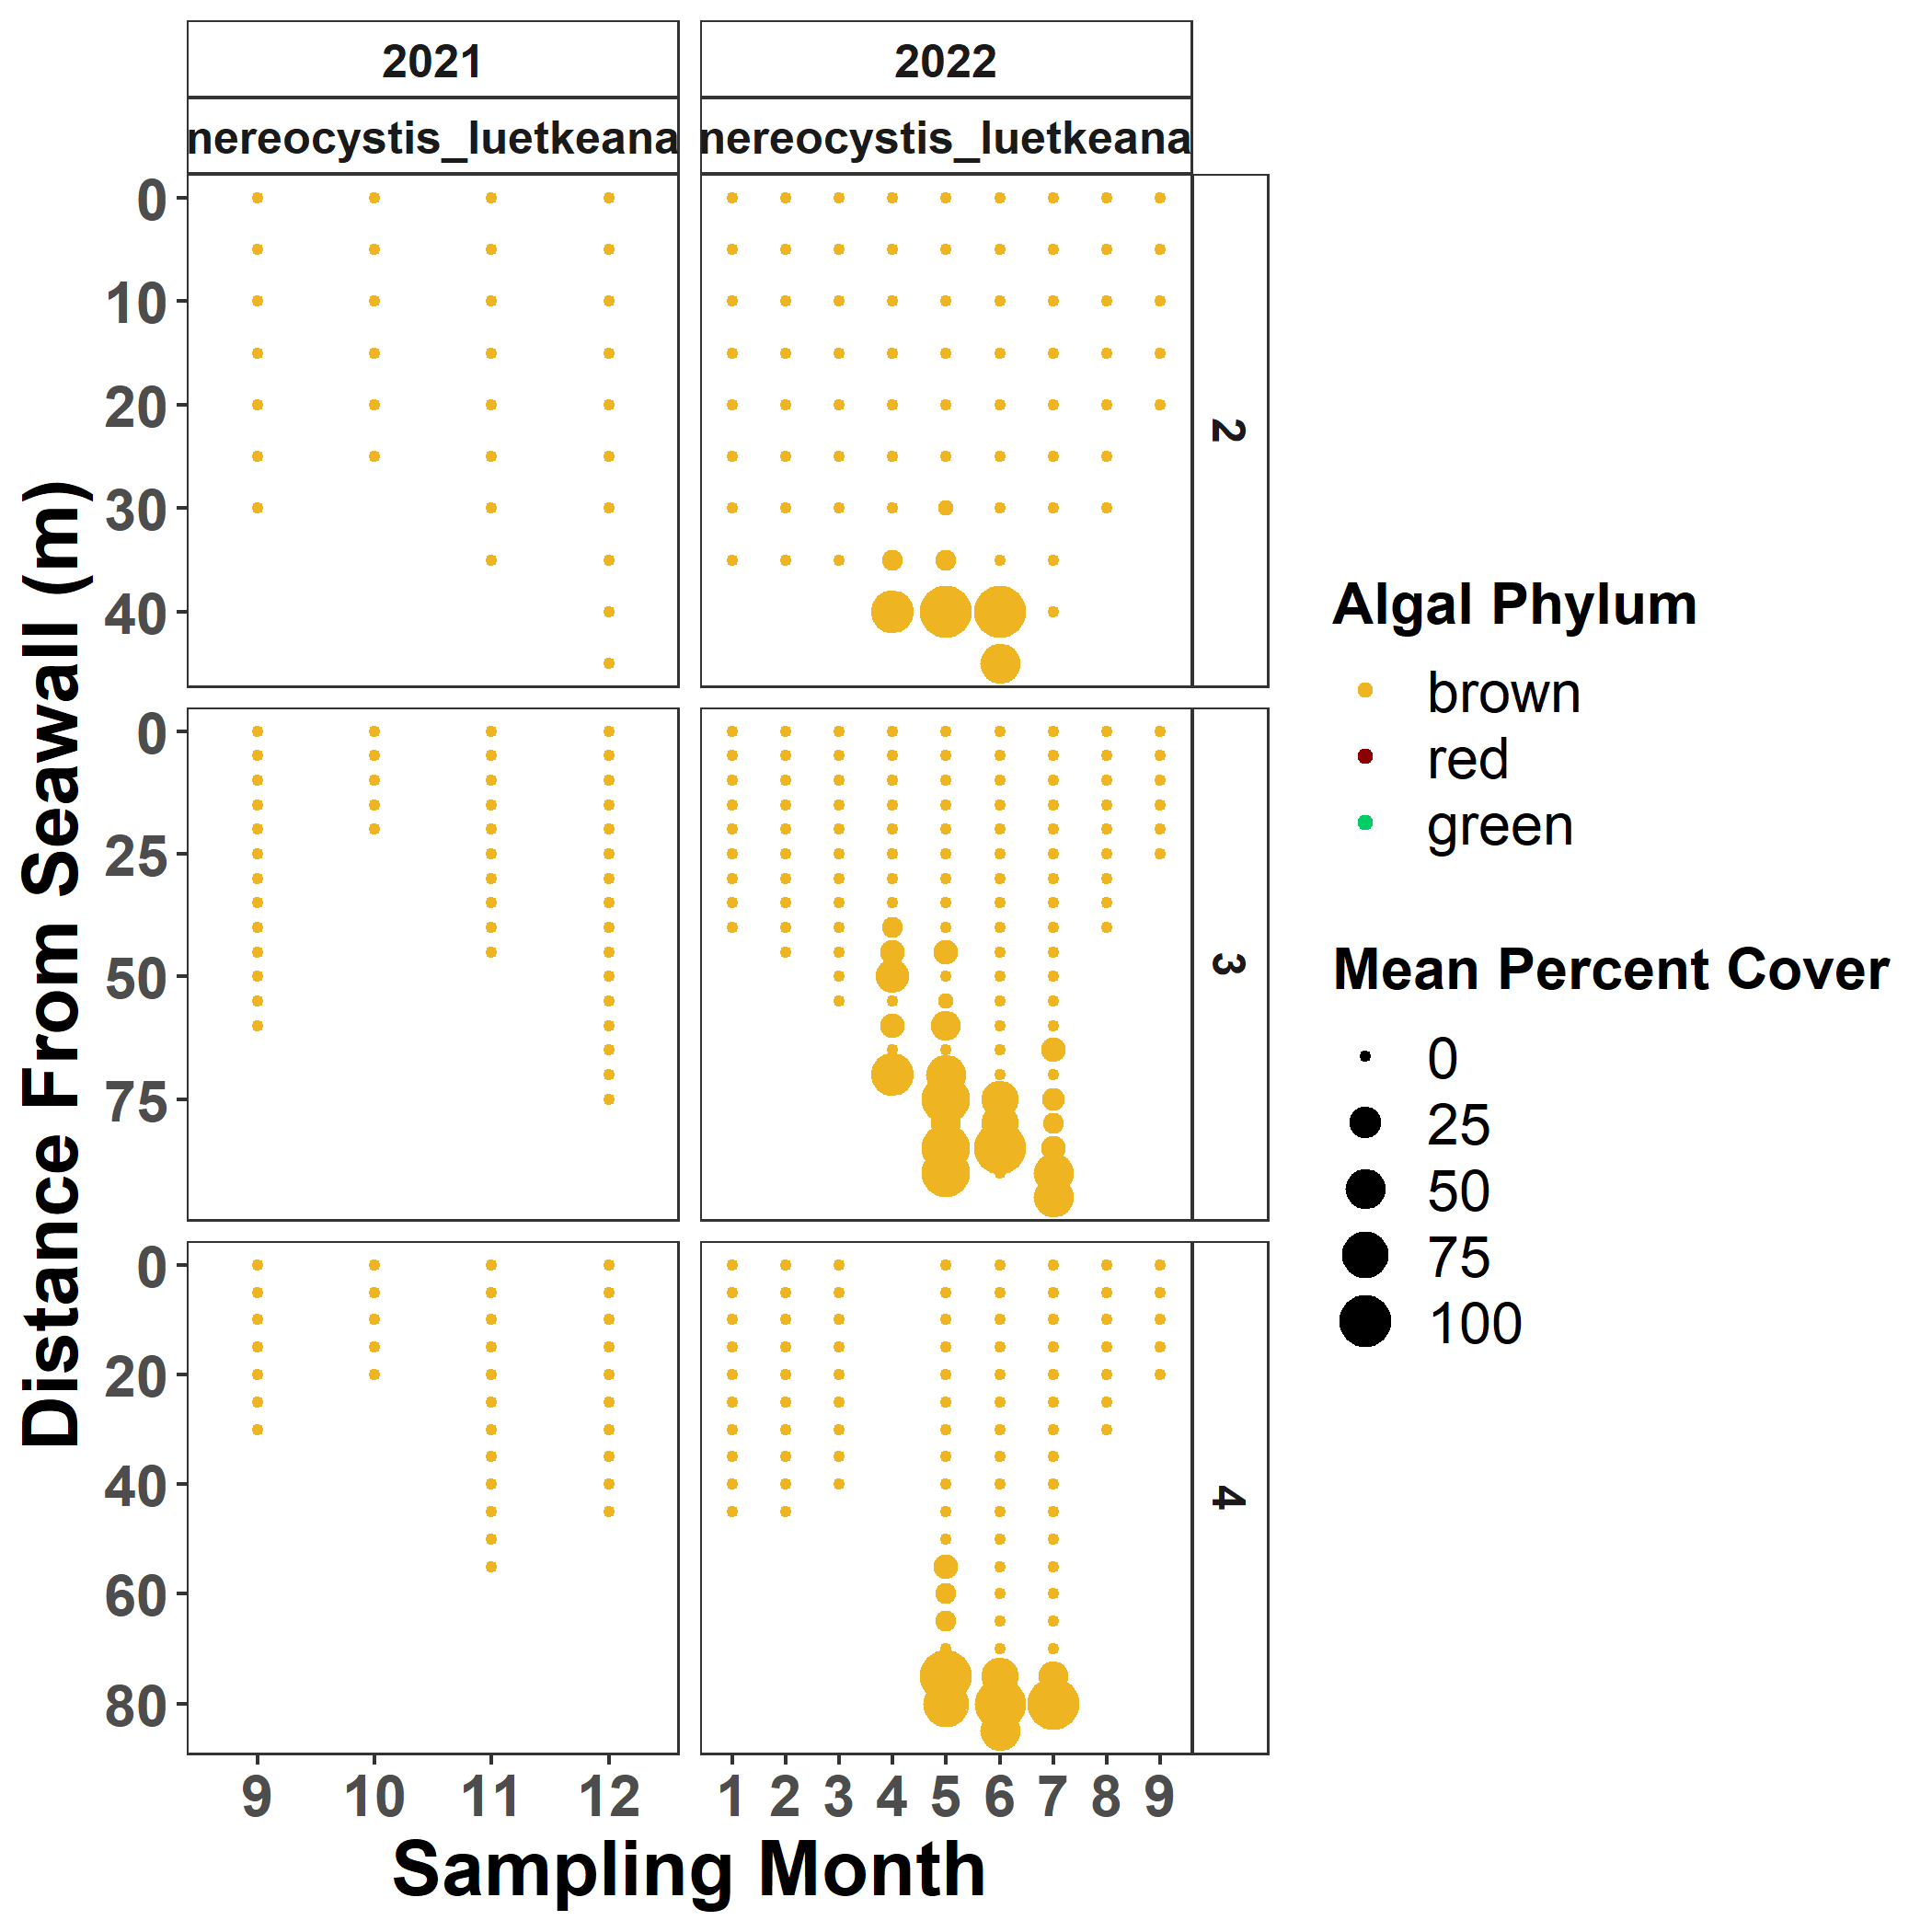 2021
2022
nereocystis_luetkeana
nereocystis_luetkeana
Distance From Seawall (m)
0
10
20
30
40
2
0
25
50
75
3
0
20
40
60
80
4
9 10 11 12
1 2 3 4 5 6 7 8 9
Sampling Month
Algal Phylum
brown
red
green
Mean Percent Cover
0
25
50
75
100